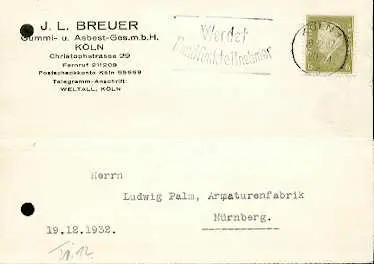 J. L. BREUER
Gummi- u. Asbest-Ges.m.b.H.
KÖLN
Christophstrasse 29
Fernruf 211209
Postscheckkonto Köln 55559
Telegramm-Anschrift:
WELTALL, KÖLN
Werdet
Rundfunkteilnehmer
Herrn
Ludwig Palm, Armaturenfabrik
Nürnberg.
19.12.1932.